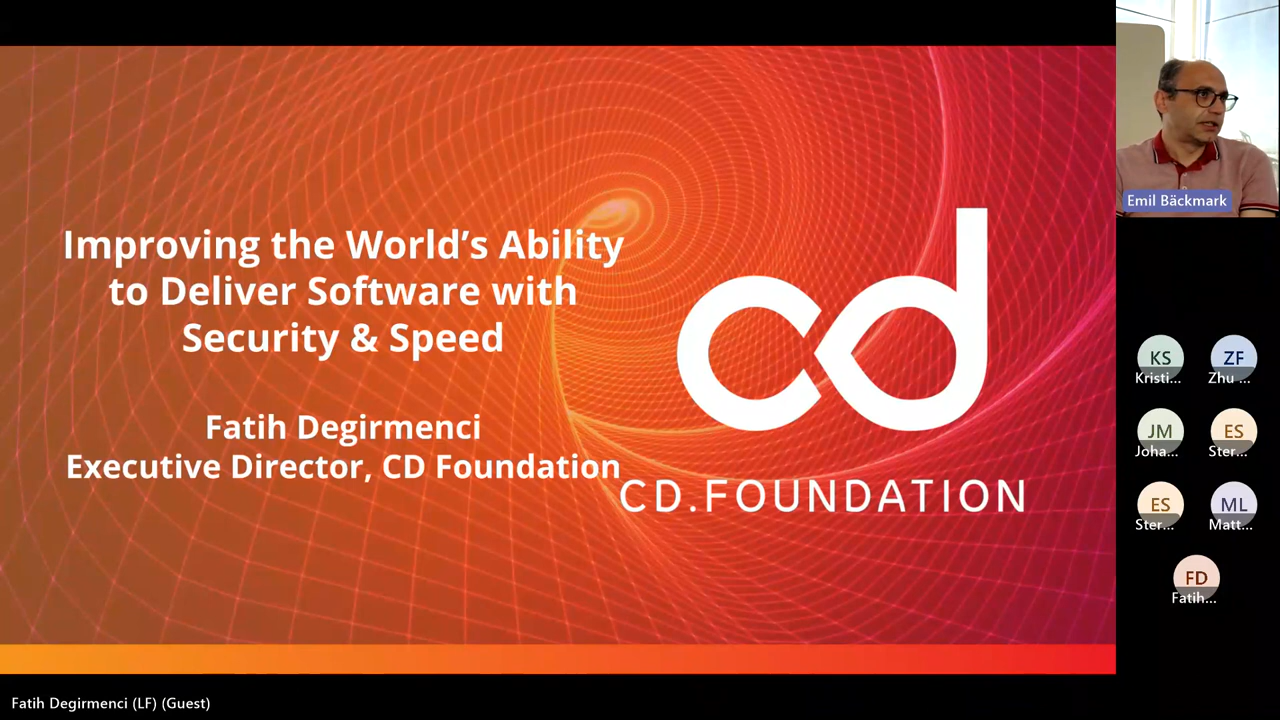 Improving the World's Ability
to Deliver Software with
Security & Speed
Fatih Degirmenci
Executive Director, CD Foundation
cd
CD.FOUNDATION
Emil Bäckmark
KS
Kristi...
ZF
Zhu ...
JM
Joha...
ES
Ster...
ES
Ster...
ML
Matt...
FD
Fatih...
Fatih Degirmenci (LF) (Guest)